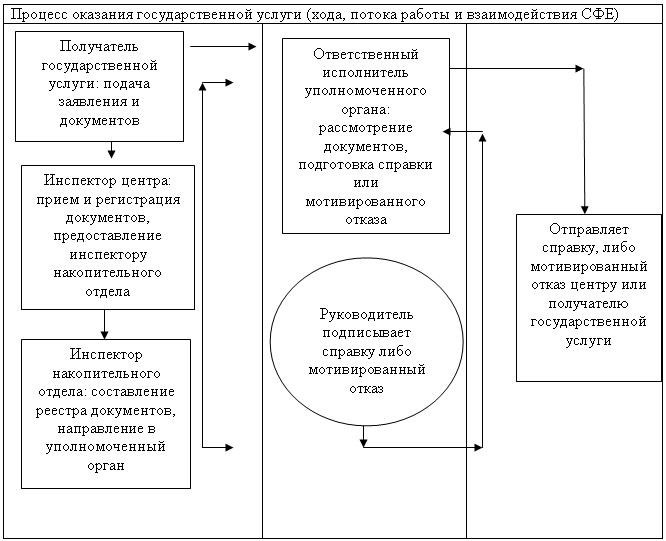 Процесс оказания государственной услуги (хода, потока работы и взаимодействия СФЕ)
Получатель
государственной
услуги: подача
заявления и
документов
Инспектор центра:
прием и регистрация
документов,
предоставление
инспектору
накопительного
отдела
Инспектор
накопительного
отдела: составление
реестра документов,
направление в
уполномоченный
орган
Ответственный
исполнитель
уполномоченного
органа:
рассмотрение
документов,
подготовка справки
или
мотивированного
отказа
Руководитель
подписывает
справку либо
мотивированный
отказ
Отправляет
справку, либо
мотивированный
отказ центру или
получателю
государственной
услуги